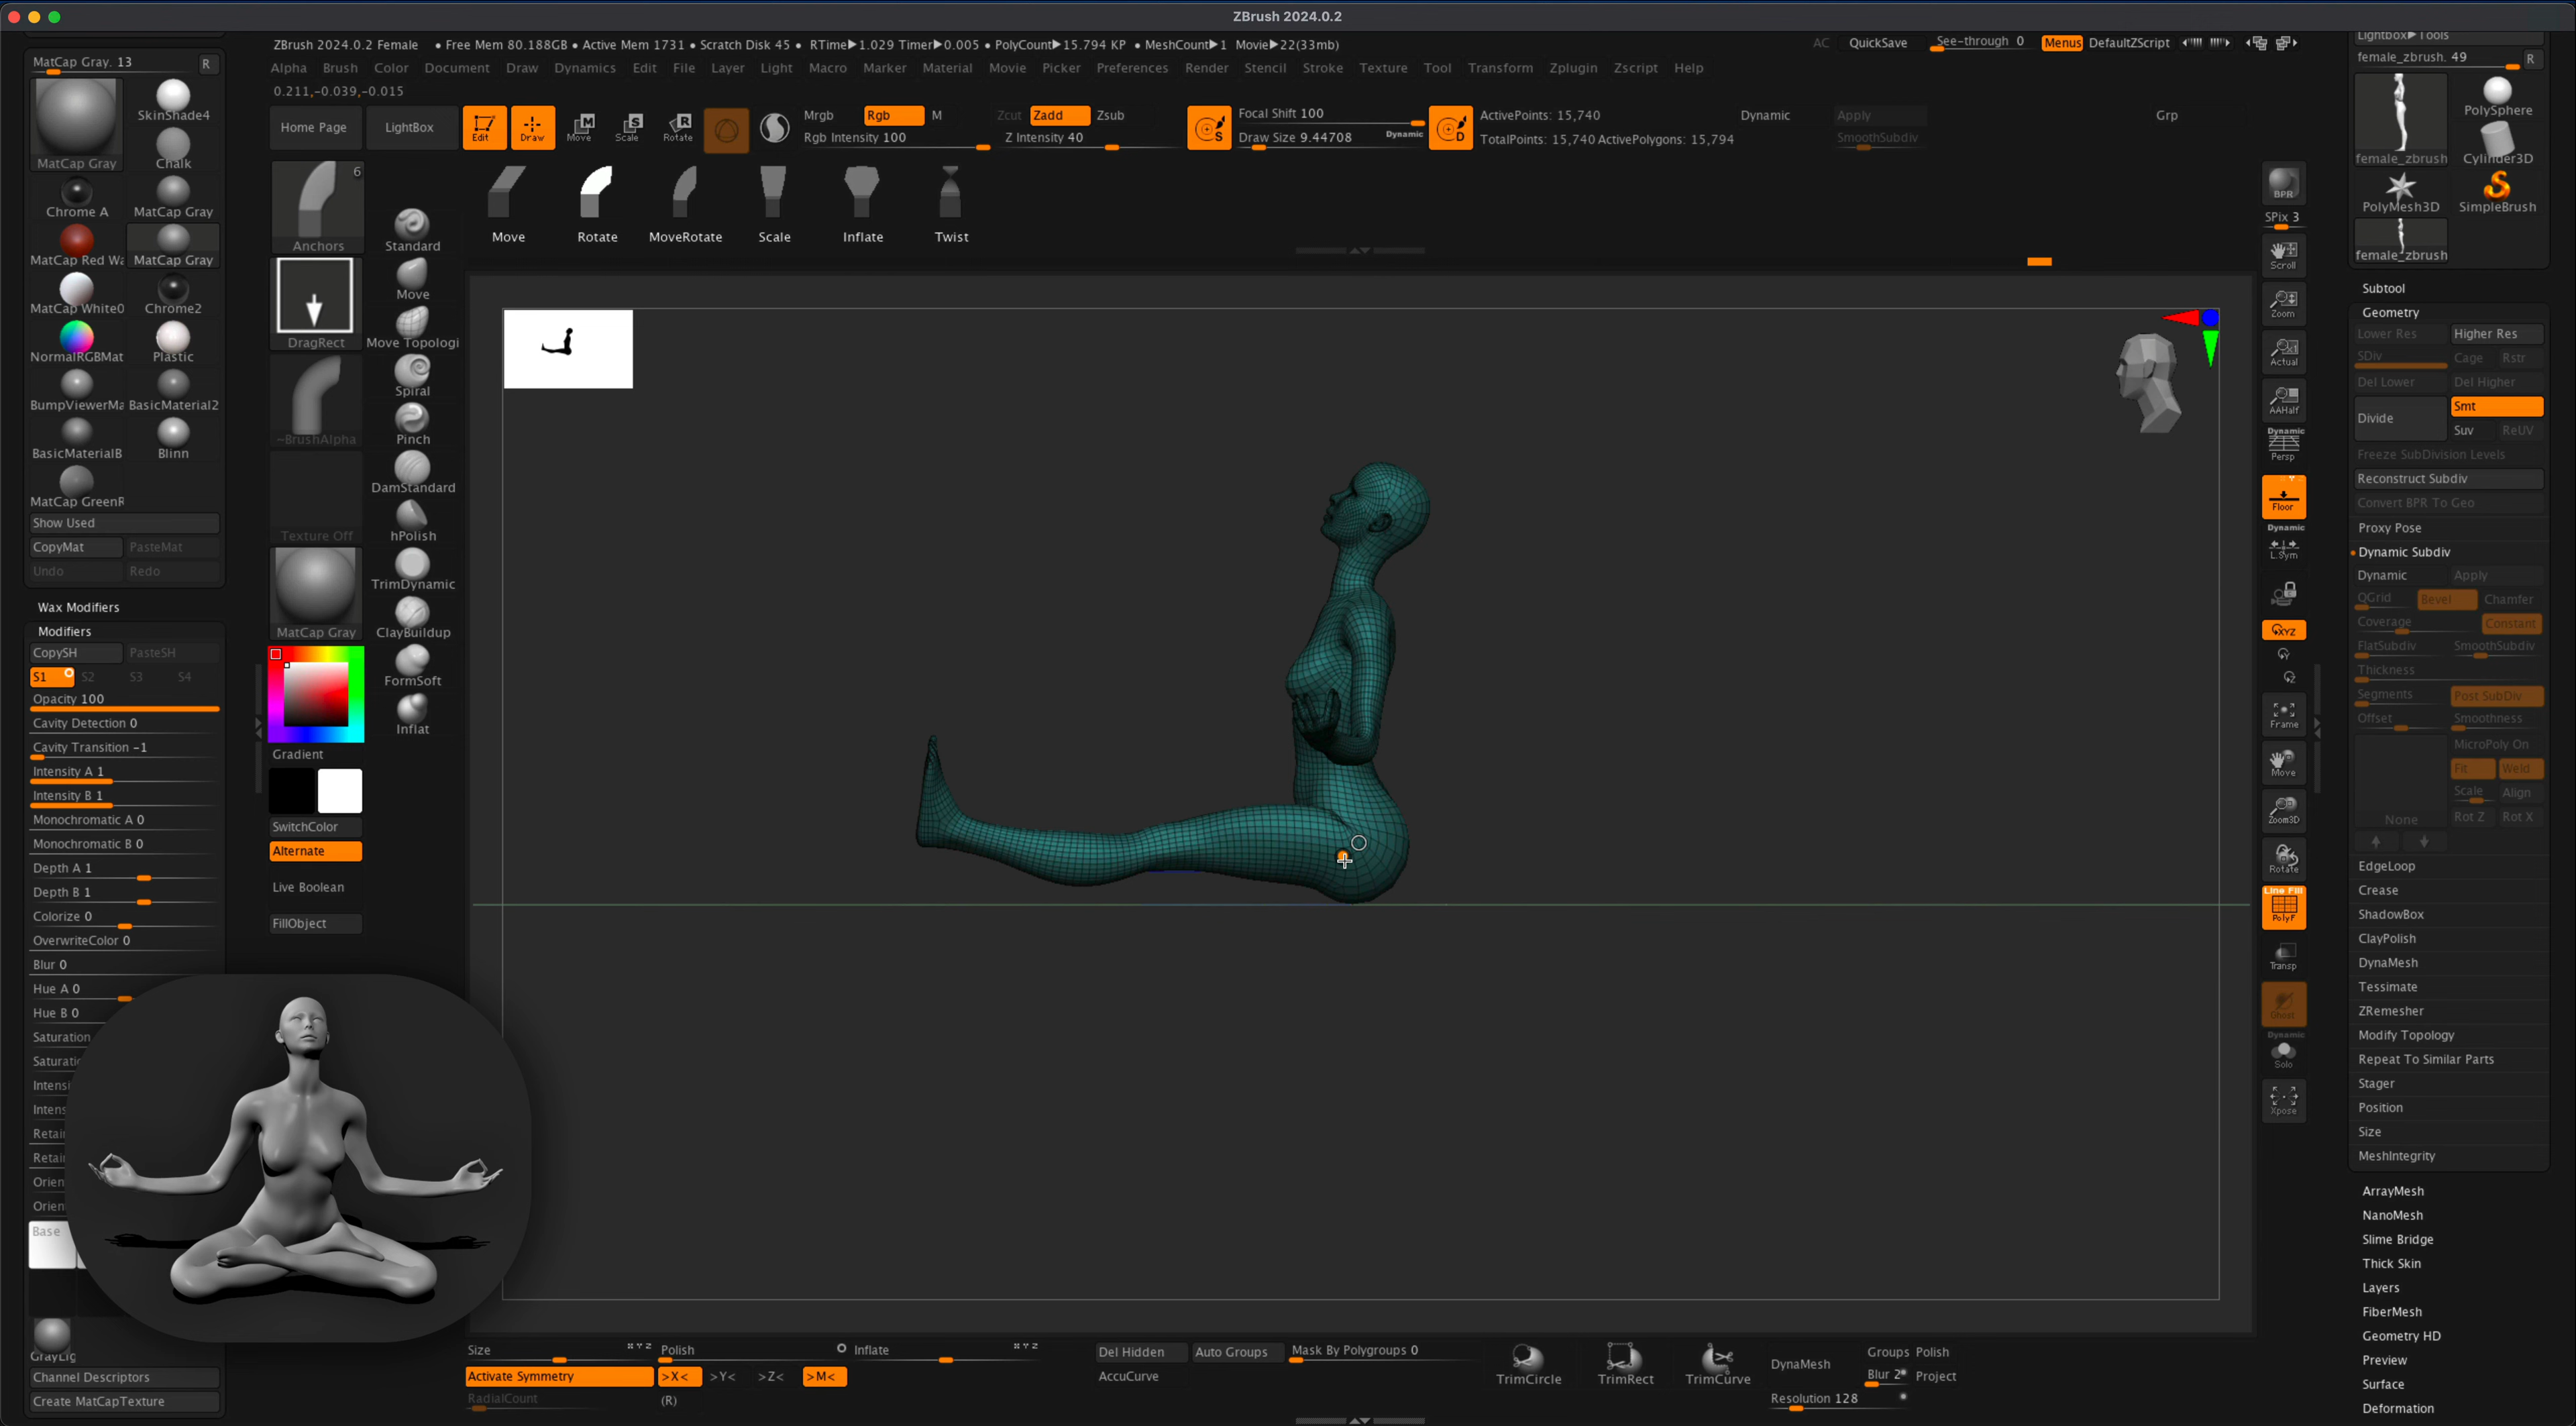 ZBrush 2024.0.2
ZBrush 2024.0.2 Female • Free Mem 80.188GB • Active Mem 1731 • Scratch Disk 45 • RTime▶1.029 Timer▶0.005 • PolyCount▶15.794 KP • MeshCount▶1 Movie▶22(33mb)
AC QuickSave See-through 0 Menus DefaultZScript
Alpha Brush Color Document Draw Dynamics Edit File Layer Light Macro Marker Material Movie Picker Preferences Render Stencil Stroke Texture Tool Transform Zplugin Zscript Help
0.211,-0.039,-0.015
MatCap Gray. 13 R
MatCap Gray
SkinShade4
Chalk
Chrome A
MatCap Gray
MatCap Red Wa
MatCap Gray
MatCap White0
Chrome2
NormalRGBMat
Plastic
BumpViewerMa
BasicMaterial2
BasicMaterialB
Blinn
MatCap GreenR
Show Used
CopyMat PasteMat
Undo Redo
Wax Modifiers
Modifiers
CopySH PasteSH
S1 S2 S3 S4
Opacity 100
Cavity Detection 0
Cavity Transition -1
Intensity A 1
Intensity B 1
Monochromatic A 0
Monochromatic B 0
Depth A 1
Depth B 1
Colorize 0
OverwriteColor 0
Blur 0
Hue A 0
Hue B 0
Saturation
Saturatio
Intensi
Intens
Retai
Retai
Orien
Orien
Base
GrayLig
Channel Descriptors
Create MatCapTexture
Home Page
LightBox
Edit
Draw
Move
Scale
Rotate
Mrgb Rgb M
Rgb Intensity 100
Zcut Zadd Zsub
Z Intensity 40
S
Focal Shift 100
Draw Size 9.44708 Dynamic
D
ActivePoints: 15,740
TotalPoints: 15,740 ActivePolygons: 15,794
Dynamic
Apply
SmoothSubdiv
Grp
6
Anchors
Move
Rotate
MoveRotate
Scale
Inflate
Twist
DragRect
~BrushAlpha
Texture Off
MatCap Gray
Gradient
SwitchColor
Alternate
Live Boolean
FillObject
Standard
Move
Move Topologi
Spiral
Pinch
DamStandard
hPolish
TrimDynamic
ClayBuildup
FormSoft
Inflat
BPR
SPix 3
Scroll
Zoom
Actual
AAHalf
Dynamic
Persp
Floor
Dynamic
L.Sym
XYZ
Y
Z
Frame
Move
Zoom3D
Rotate
Line Fill
PolyF
Transp
Ghost
Dynamic
Solo
Xpose
Lightbox▶Tools
female_zbrush. 49 R
female_zbrush
PolySphere
Cylinder3D
PolyMesh3D
SimpleBrush
female_zbrush
Subtool
Geometry
Lower Res Higher Res
SDiv Cage Rstr
Del Lower Del Higher
Divide Smt
Suv ReUV
Freeze SubDivision Levels
Reconstruct Subdiv
Convert BPR To Geo
Proxy Pose
Dynamic Subdiv
Dynamic Apply
QGrid Bevel Chamfer
Coverage Constant
FlatSubdiv SmoothSubdiv
Thickness
Segments Post SubDiv
Offset Smoothness
MicroPoly On
Fit Weld
Scale Align
None Rot Z Rot X
EdgeLoop
Crease
ShadowBox
ClayPolish
DynaMesh
Tessimate
ZRemesher
Modify Topology
Repeat To Similar Parts
Stager
Position
Size
MeshIntegrity
ArrayMesh
NanoMesh
Slime Bridge
Thick Skin
Layers
FiberMesh
Geometry HD
Preview
Surface
Deformation
Size X Y Z Polish Inflate X Y Z
Activate Symmetry >X< >Y< >Z< >M<
RadialCount (R)
Del Hidden Auto Groups Mask By Polygroups 0
AccuCurve
TrimCircle
TrimRect
TrimCurve
DynaMesh
Groups Polish
Blur 2 Project
Resolution 128